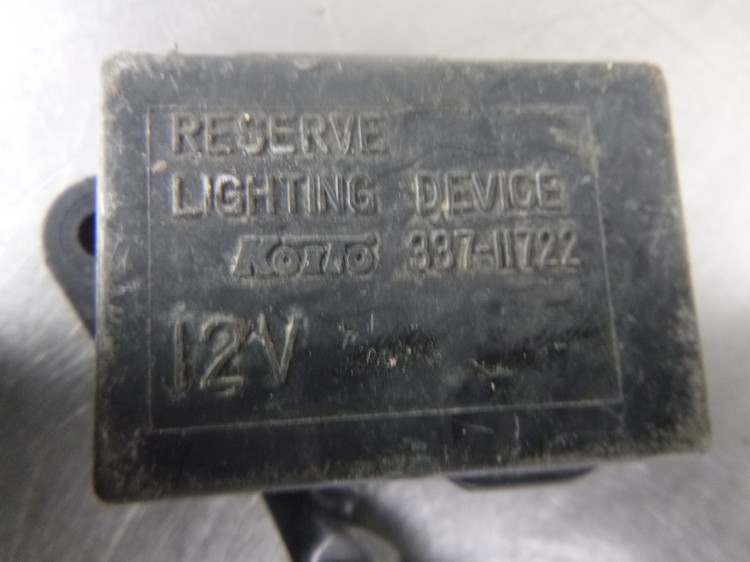 RESERVE
LIGHTING DEVICE
KOITO 337-11722
12V